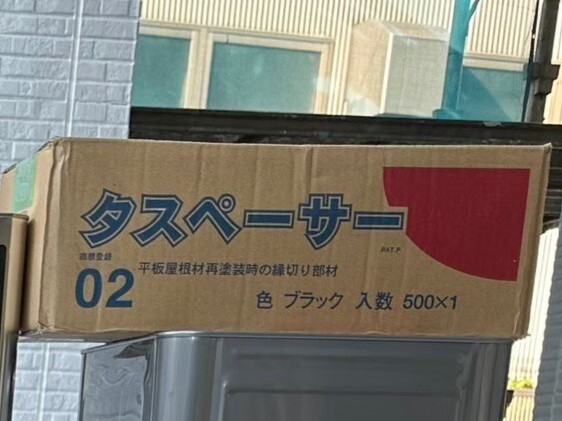 タスペーサー
PAT.P
商標登録
02
平板屋根材再塗装時の縁切り部材
色 ブラック 入数 500×1